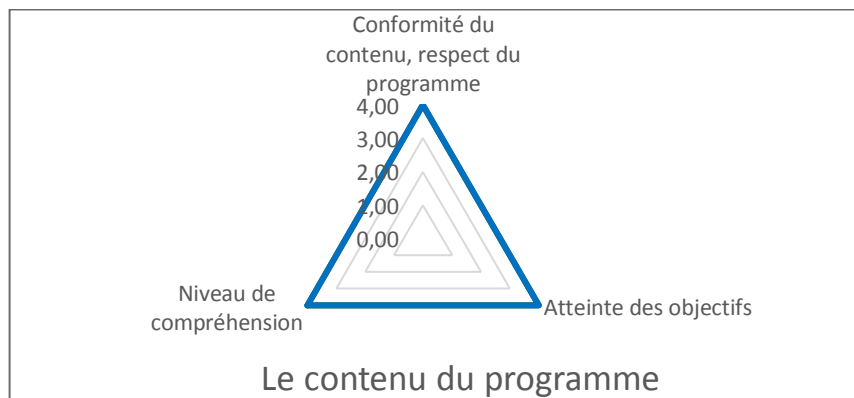 Conformité du
contenu, respect du
programme
4,00
3,00
2,00
1,00
0,00
Niveau de
compréhension
Atteinte des objectifs
Le contenu du programme